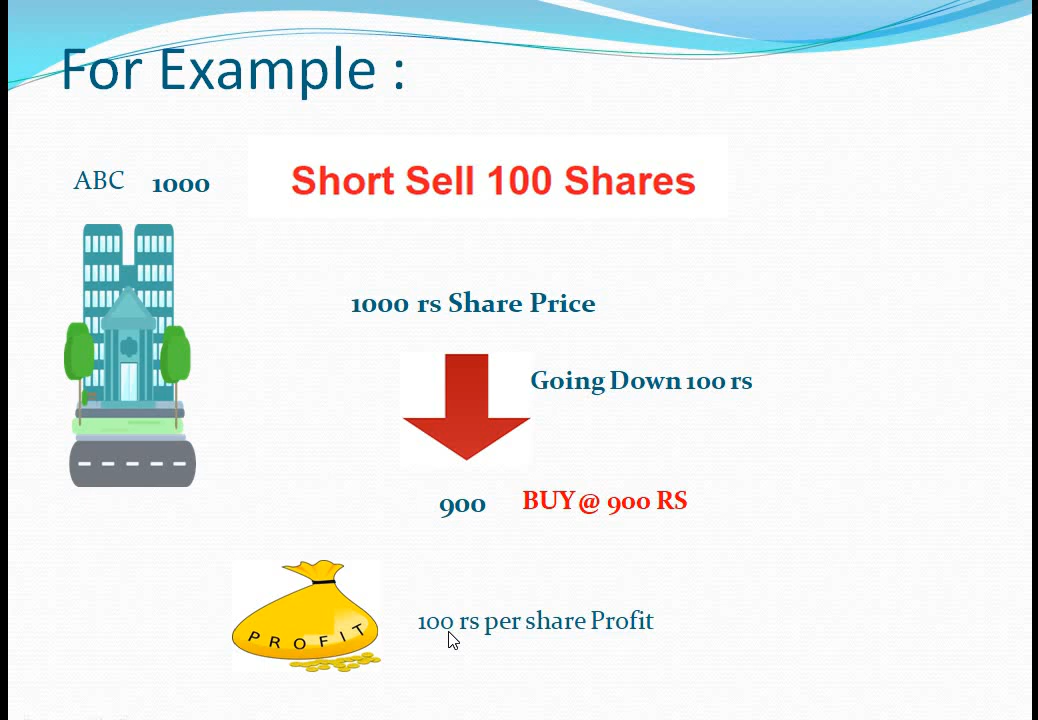 For Example :
ABC 1000
Short Sell 100 Shares
1000 rs Share Price
Going Down 100 rs
900 BUY @ 900 RS
PROFIT
100 rs per share Profit